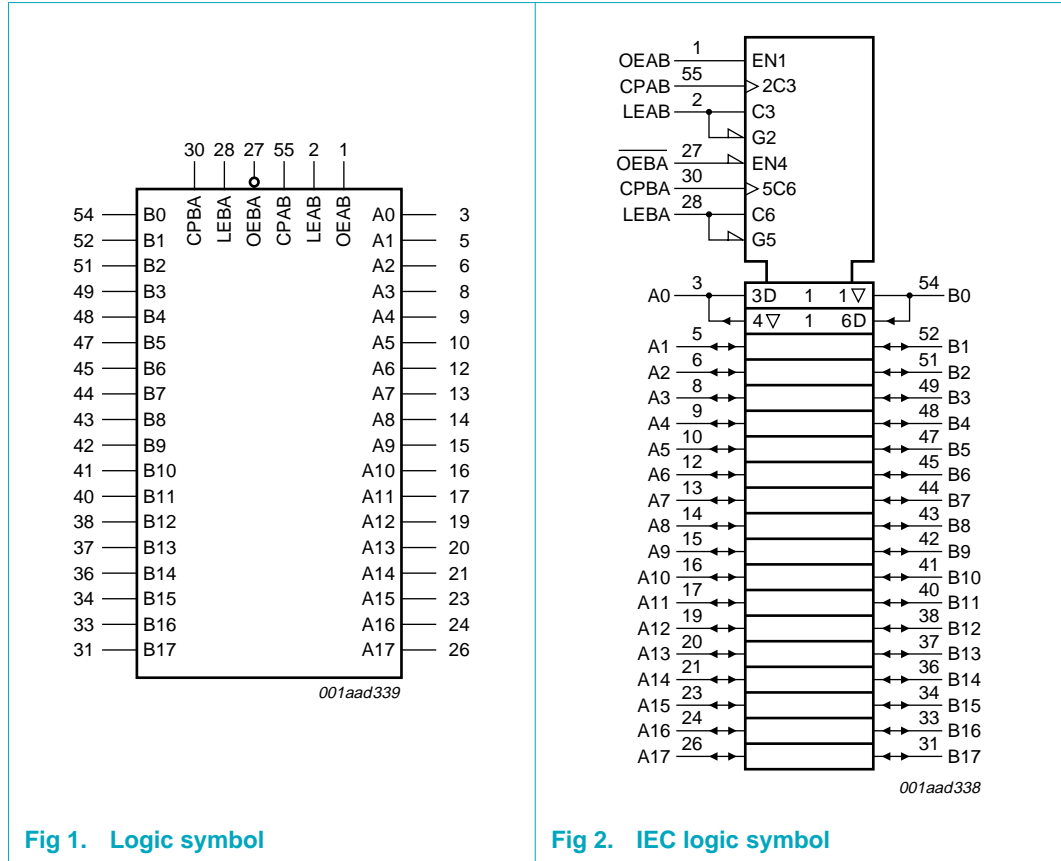 30 28 27 55 2 1
CPBA LEBA OEBA CPAB LEAB OEAB
54 B0 A0 3
52 B1 A1 5
51 B2 A2 6
49 B3 A3 8
48 B4 A4 9
47 B5 A5 10
45 B6 A6 12
44 B7 A7 13
43 B8 A8 14
42 B9 A9 15
41 B10 A10 16
40 B11 A11 17
38 B12 A12 19
37 B13 A13 20
36 B14 A14 21
34 B15 A15 23
33 B16 A16 24
31 B17 A17 26
001aad339
Fig 1. Logic symbol
OEAB 1 EN1
CPAB 55 2C3
LEAB 2 C3
G2
OEBA 27 EN4
CPBA 30 5C6
LEBA 28 C6
G5
A0 3 3D 1 1▽ 54 B0
4▽ 1 6D
A1 5 52 B1
A2 6 51 B2
A3 8 49 B3
A4 9 48 B4
A5 10 47 B5
A6 12 45 B6
A7 13 44 B7
A8 14 43 B8
A9 15 42 B9
A10 16 41 B10
A11 17 40 B11
A12 19 38 B12
A13 20 37 B13
A14 21 36 B14
A15 23 34 B15
A16 24 33 B16
A17 26 31 B17
001aad338
Fig 2. IEC logic symbol